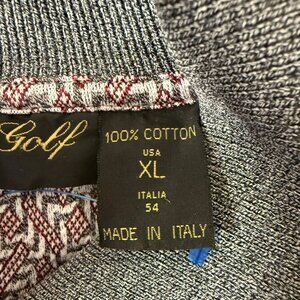 Golf
100% COTTON
USA
XL
ITALIA
54
MADE IN ITALY